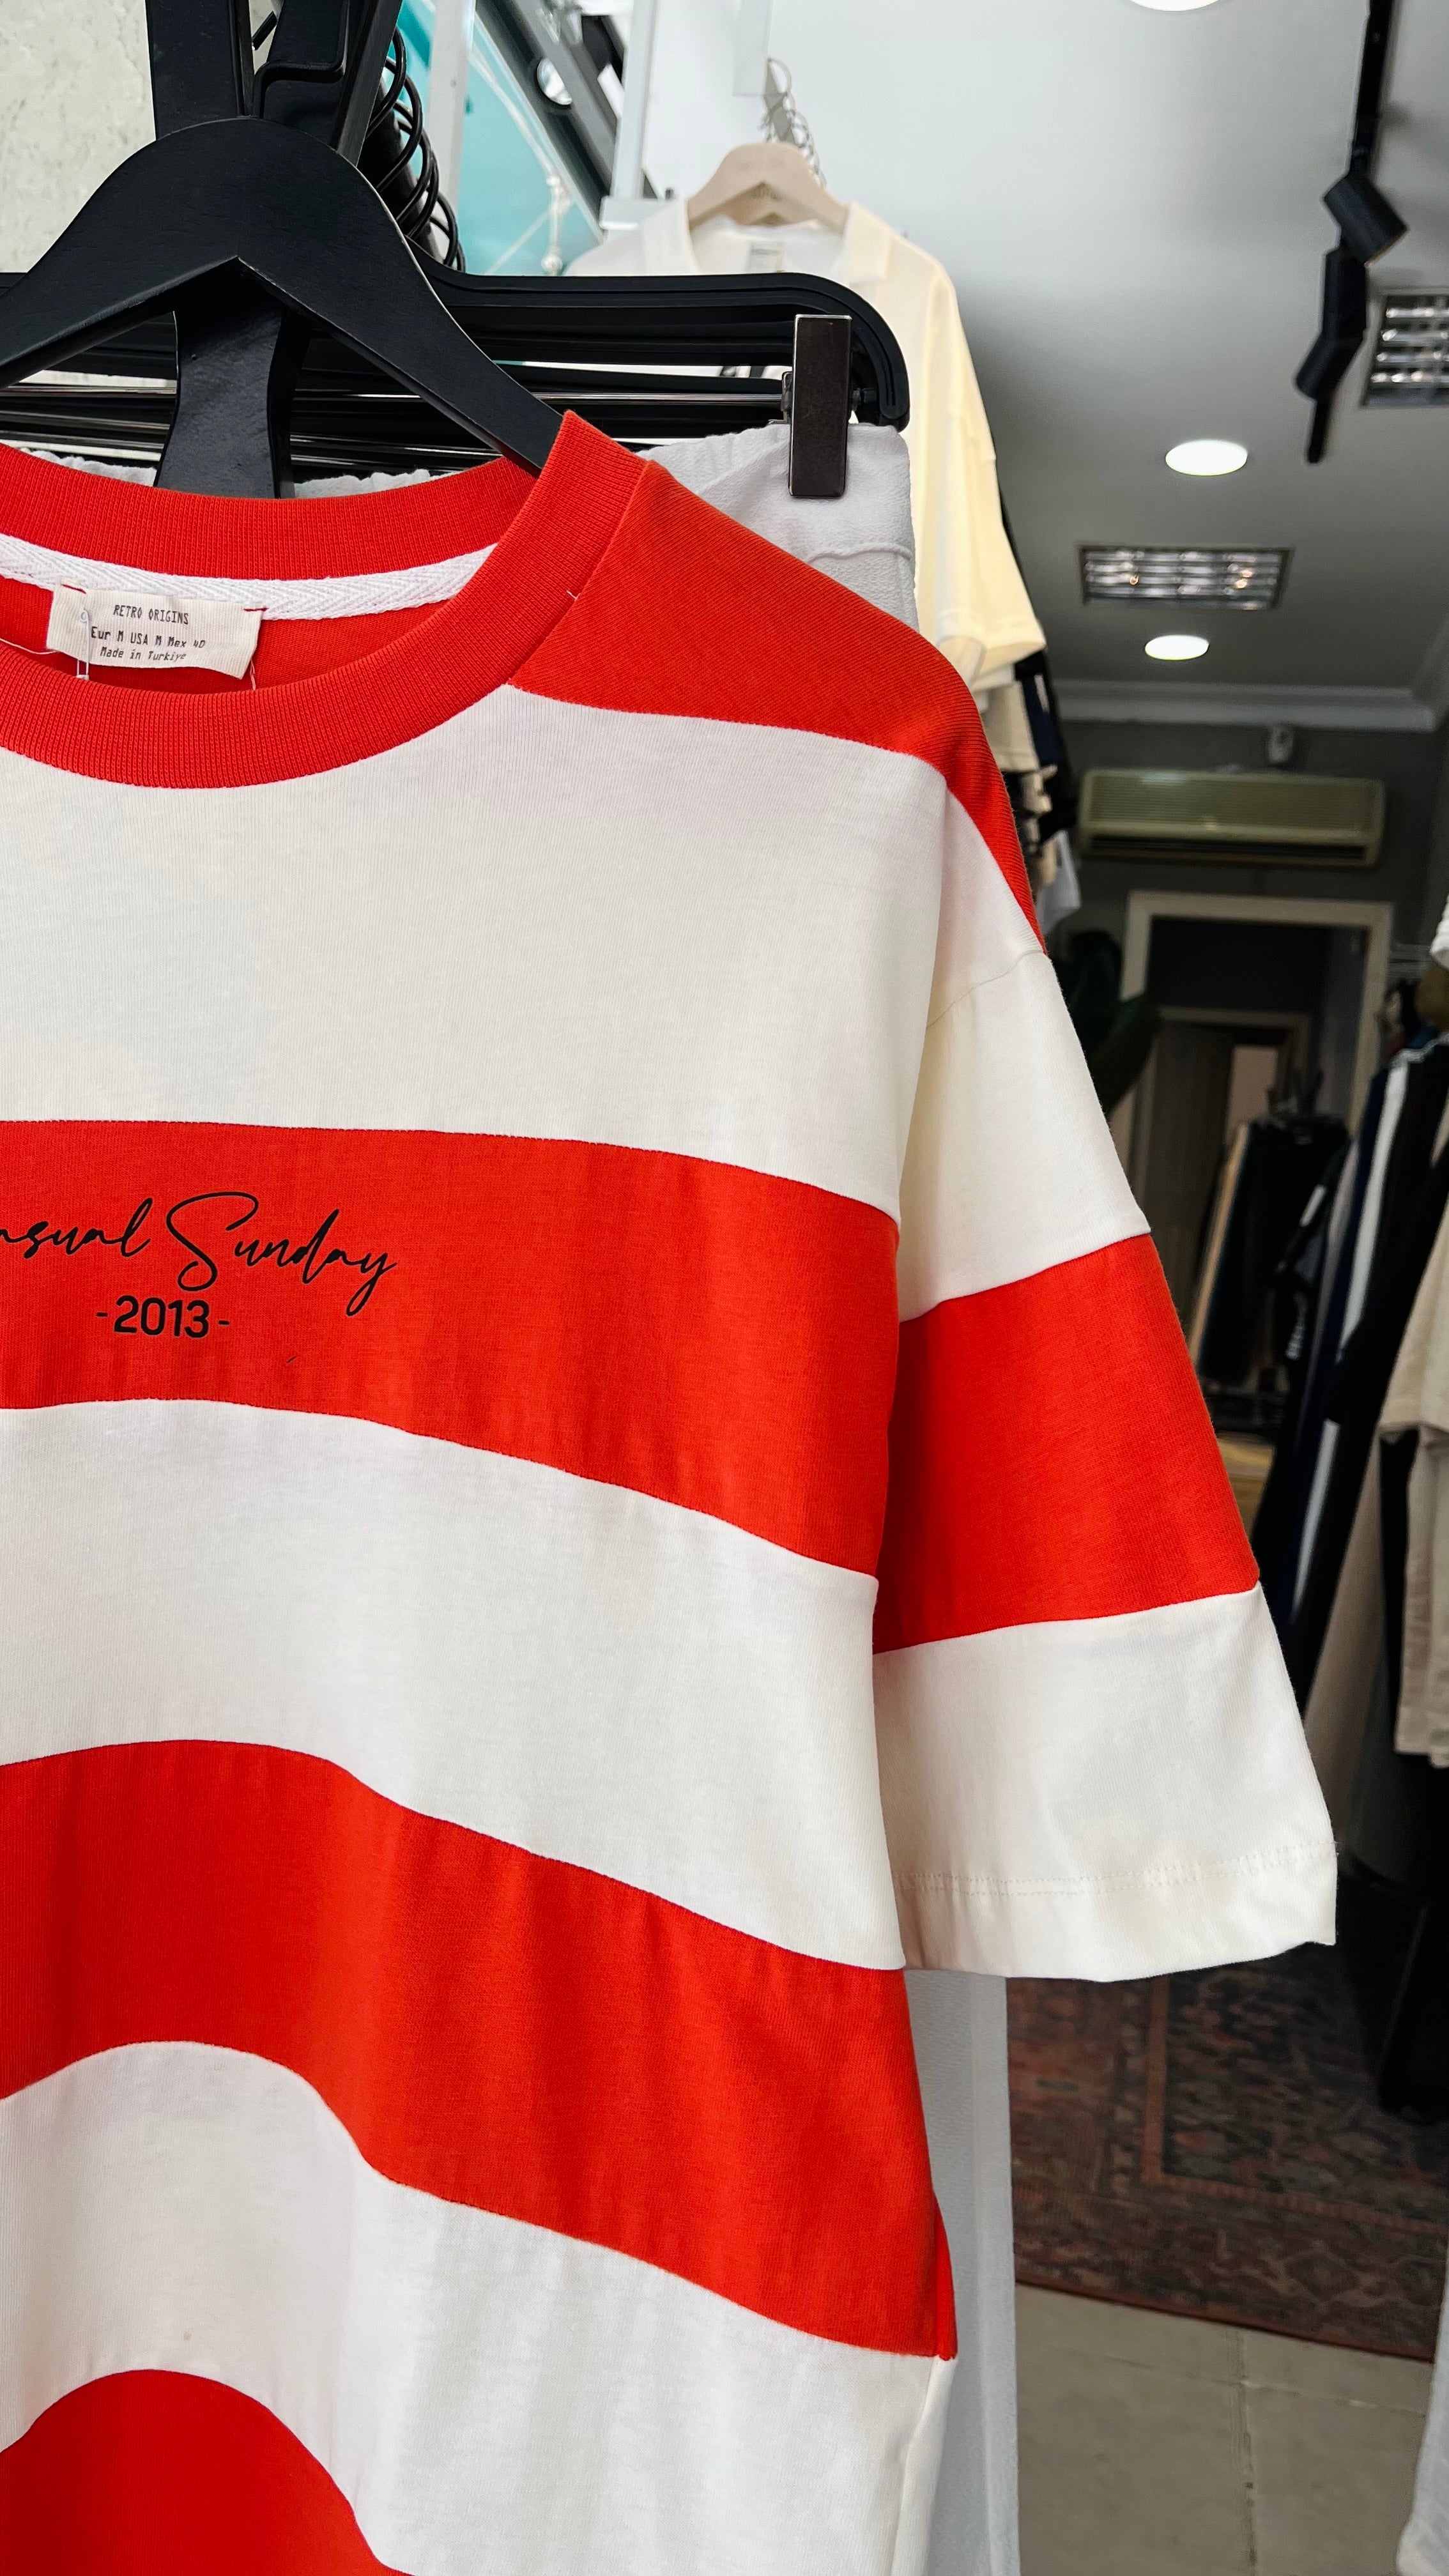 RETRO ORIGINS
Eur M USA M Mex 40
Made in Turkiye
asual Sunday
-2013-